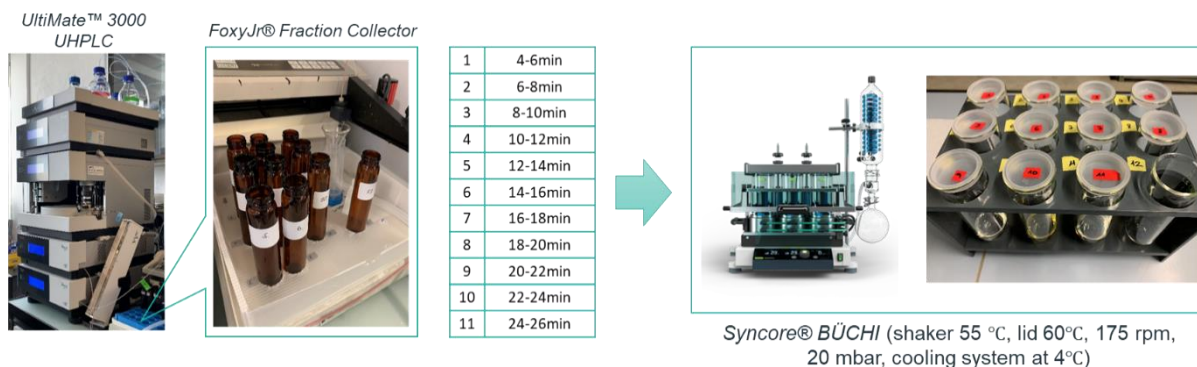 UltiMate™ 3000
UHPLC
FoxyJr® Fraction Collector
1 4-6min
2 6-8min
3 8-10min
4 10-12min
5 12-14min
6 14-16min
7 16-18min
8 18-20min
9 20-22min
10 22-24min
11 24-26min
Syncore® BÜCHI (shaker 55 °C, lid 60°C, 175 rpm,
20 mbar, cooling system at 4°C)